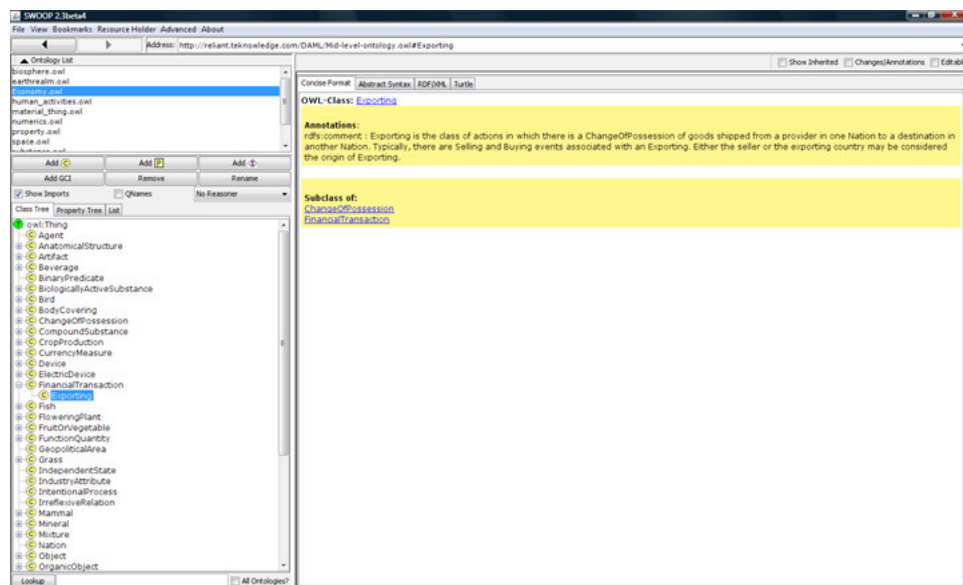 SWOOP 2.3beta4
File View Bookmarks Resource Holder Advanced About
Address: http://reliant.teknowledge.com/DAML/Mid-level-ontology.owl#Exporting
Ontology List
Show Inherited Changes/Annotations Editabl
biosphere.owl
earthrealm.owl
Economy.owl
human_activities.owl
material_thing.owl
numerics.owl
property.owl
space.owl
substance.owl
Add C Add P Add I
Add GCI Remove Rename
Show Imports QNames No Reasoner
Class Tree Property Tree List
owl:Thing
Agent
AnatomicalStructure
Artifact
Beverage
BinaryPredicate
BiologicallyActiveSubstance
Bird
BodyCovering
ChangeOfPossession
CompoundSubstance
CropProduction
CurrencyMeasure
Device
ElectricDevice
FinancialTransaction
Exporting
Fish
FloweringPlant
FruitOrVegetable
FunctionQuantity
GeopoliticalArea
Grass
IndependentState
IndustryAttribute
IntentionalProcess
IrreflexiveRelation
Mammal
Mineral
Mixture
Nation
Object
OrganicObject
Lookup All Ontologies?
Concise Format Abstract Syntax RDF/XML Turtle
OWL-Class: Exporting
Annotations:
rdfs:comment : Exporting is the class of actions in which there is a ChangeOfPossession of goods shipped from a provider in one Nation to a destination in
another Nation. Typically, there are Selling and Buying events associated with an Exporting. Either the seller or the exporting country may be considered
the origin of Exporting.
Subclass of:
ChangeOfPossession
FinancialTransaction